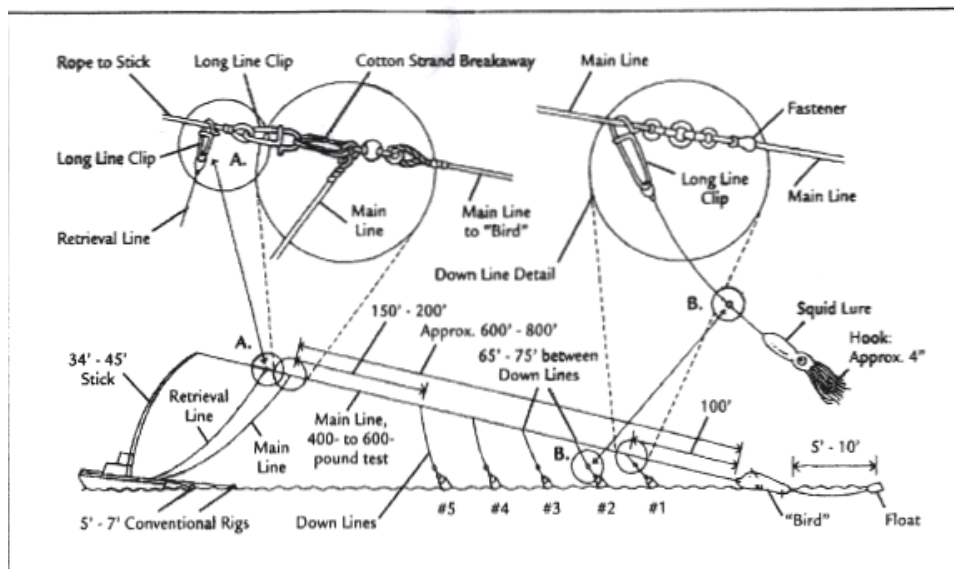 Rope to Stick
Long Line Clip
Cotton Strand Breakaway
Main Line
Fastener
Long Line Clip
A.
Long Line
Clip
Main Line
Main
Line
Main Line
to "Bird"
Retrieval Line
Down Line Detail
B.
Squid Lure
Hook:
Approx. 4"
150' - 200'
Approx. 600' - 800'
A.
65' - 75' between
Down Lines
34' - 45'
Stick
100'
Retrieval
Line
Main Line,
400- to 600-
pound test
Main
Line
B.
5' - 10'
5' - 7' Conventional Rigs
Down Lines
#5
#4
#3
#2
#1
"Bird"
Float